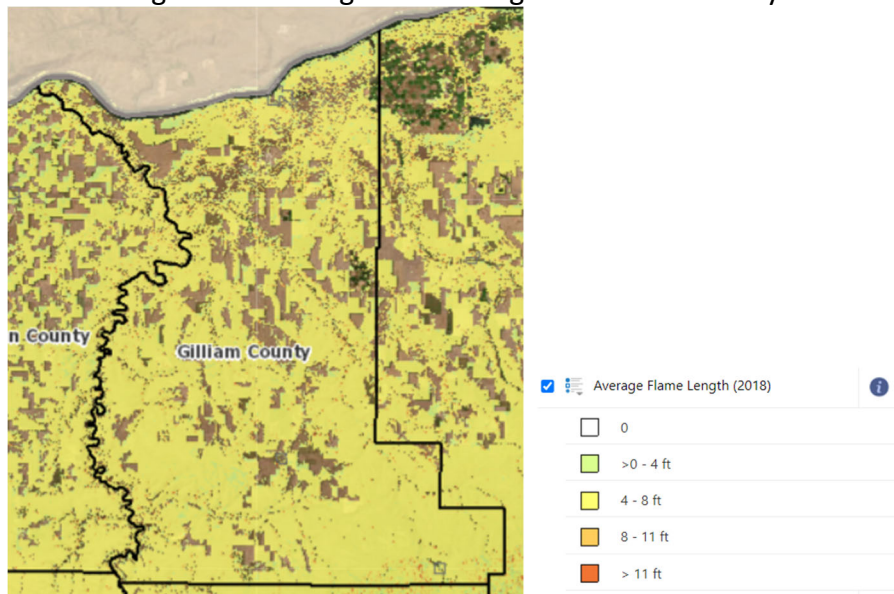 n County
Gilliam County
Average Flame Length (2018)
i
0
>0 - 4 ft
4 - 8 ft
8 - 11 ft
> 11 ft